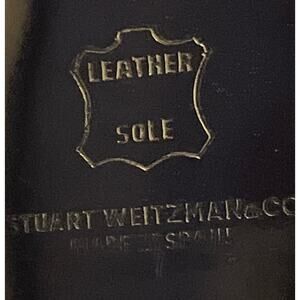 LEATHER
SOLE
STUART WEITZMAN&CO
MADE IN SPAIN